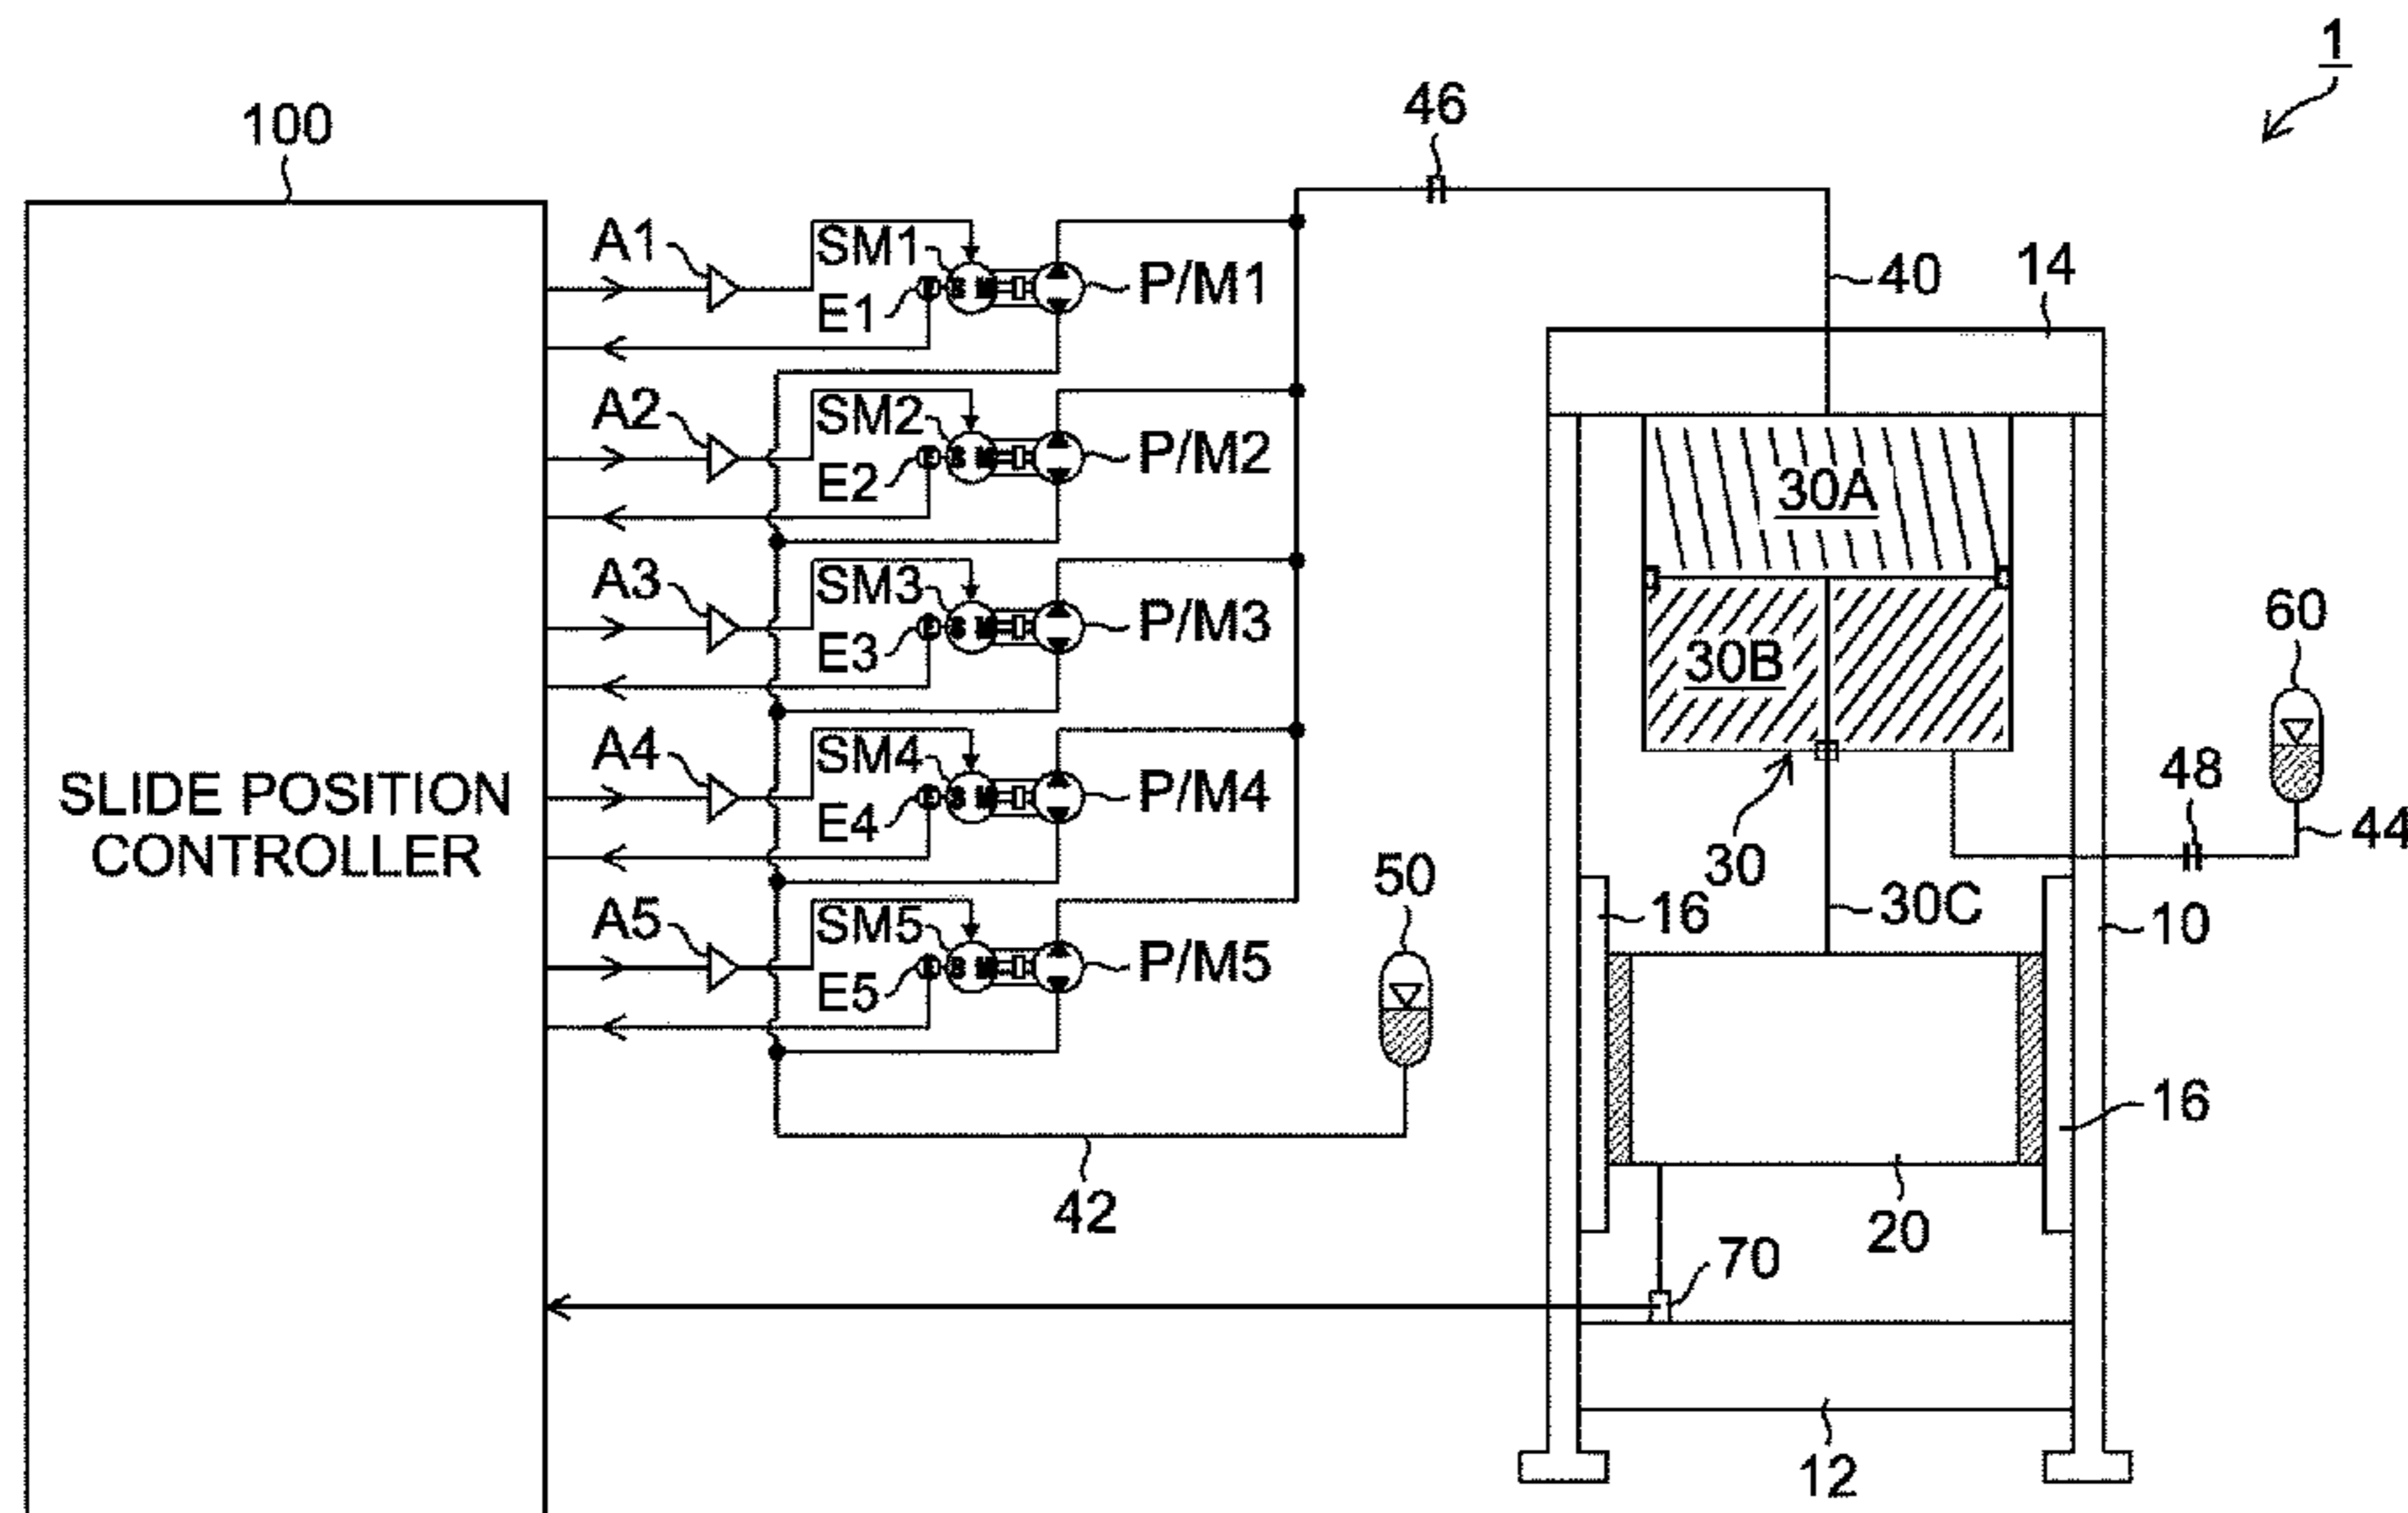 1
46
100
A1
SM1
E1
P/M1
40
14
A2
SM2
E2
P/M2
30A
A3
SM3
E3
P/M3
30B
60
A4
SM4
E4
P/M4
48
44
SLIDE POSITION
CONTROLLER
30
50
16
30C
10
A5
SM5
E5
P/M5
16
42
20
70
12